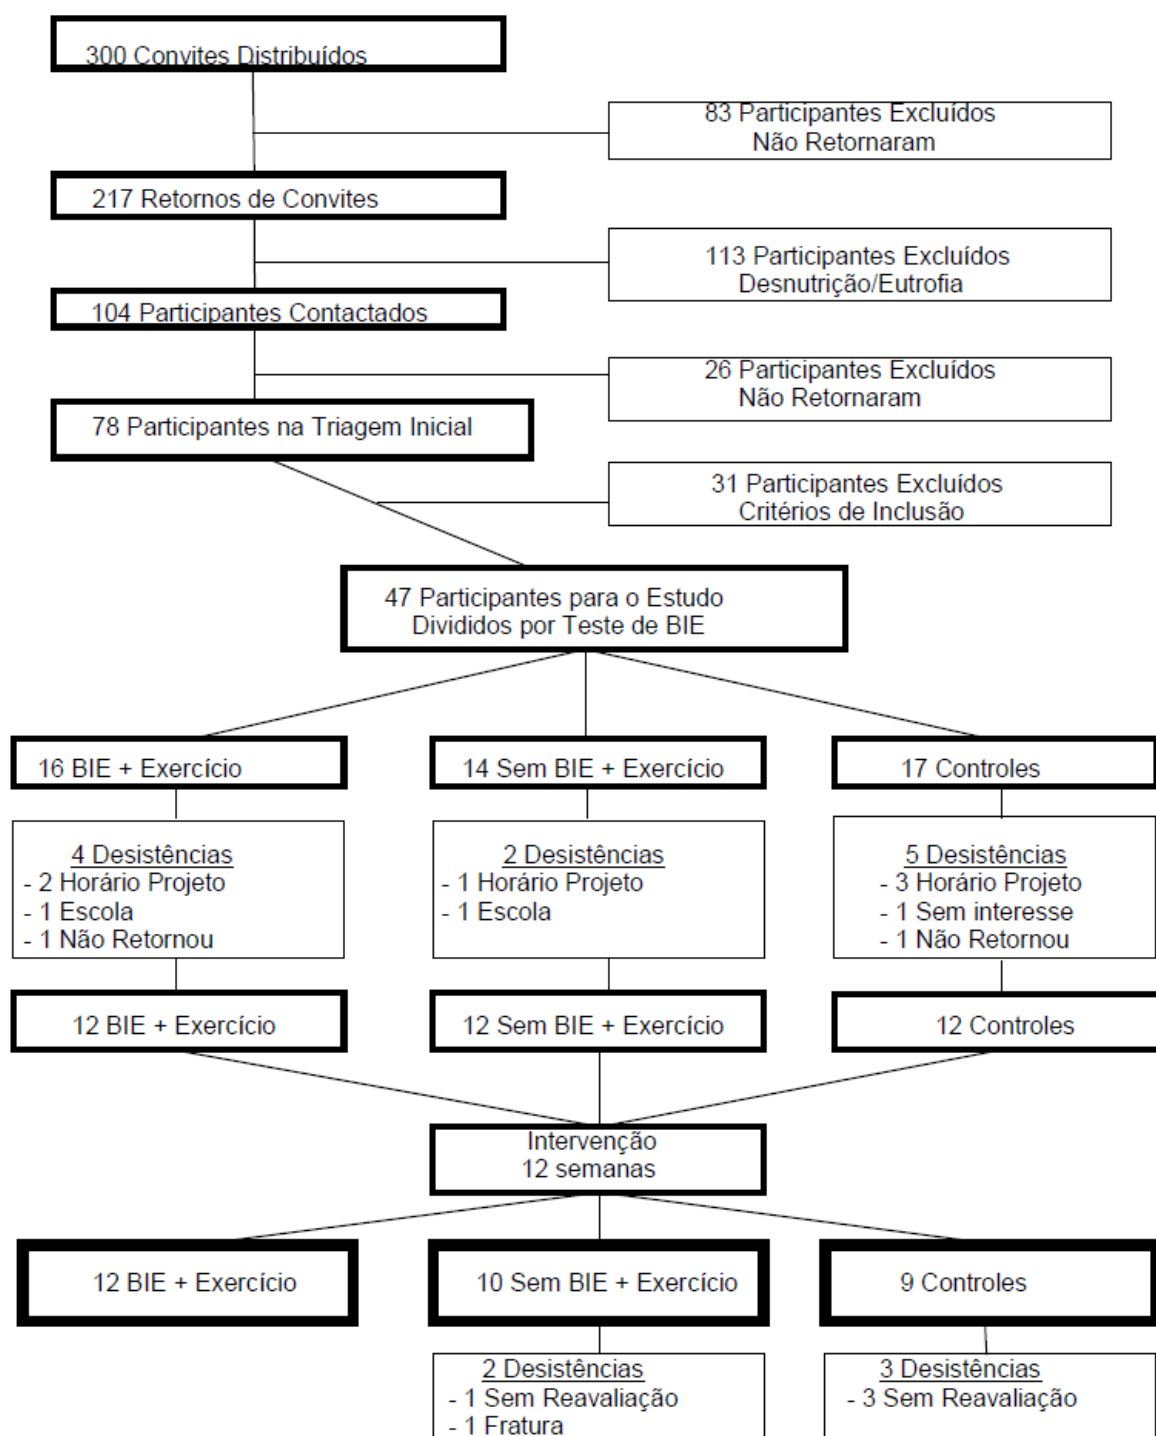 300 Convites Distribuídos
83 Participantes Excluídos
Não Retornaram
217 Retornos de Convites
113 Participantes Excluídos
Desnutrição/Eutrofia
104 Participantes Contactados
26 Participantes Excluídos
Não Retornaram
78 Participantes na Triagem Inicial
31 Participantes Excluídos
Critérios de Inclusão
47 Participantes para o Estudo
Divididos por Teste de BIE
16 BIE + Exercício
14 Sem BIE + Exercício
17 Controles
4 Desistências
- 2 Horário Projeto
- 1 Escola
- 1 Não Retornou
2 Desistências
- 1 Horário Projeto
- 1 Escola
5 Desistências
- 3 Horário Projeto
- 1 Sem interesse
- 1 Não Retornou
12 BIE + Exercício
12 Sem BIE + Exercício
12 Controles
Intervenção
12 semanas
12 BIE + Exercício
10 Sem BIE + Exercício
9 Controles
2 Desistências
- 1 Sem Reavaliação
- 1 Fratura
3 Desistências
- 3 Sem Reavaliação